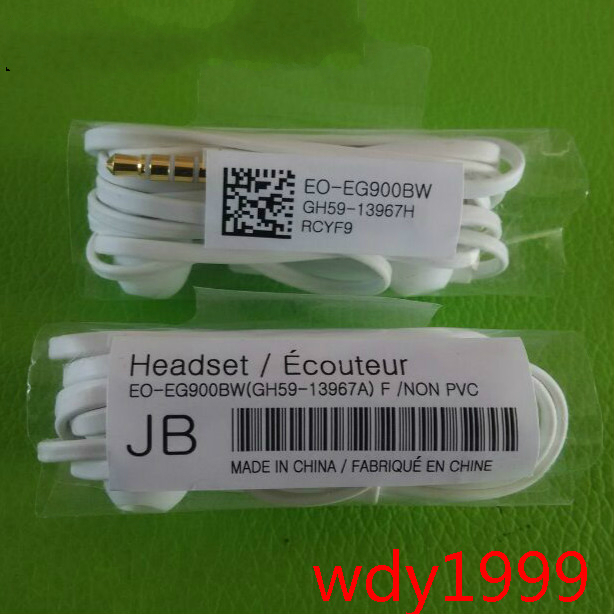 EO-EG900BW
GH59-13967H
RCYF9
Headset / Écouteur
EO-EG900BW(GH59-13967A) F /NON PVC
JB
MADE IN CHINA / FABRIQUÉ EN CHINE
wdy1999